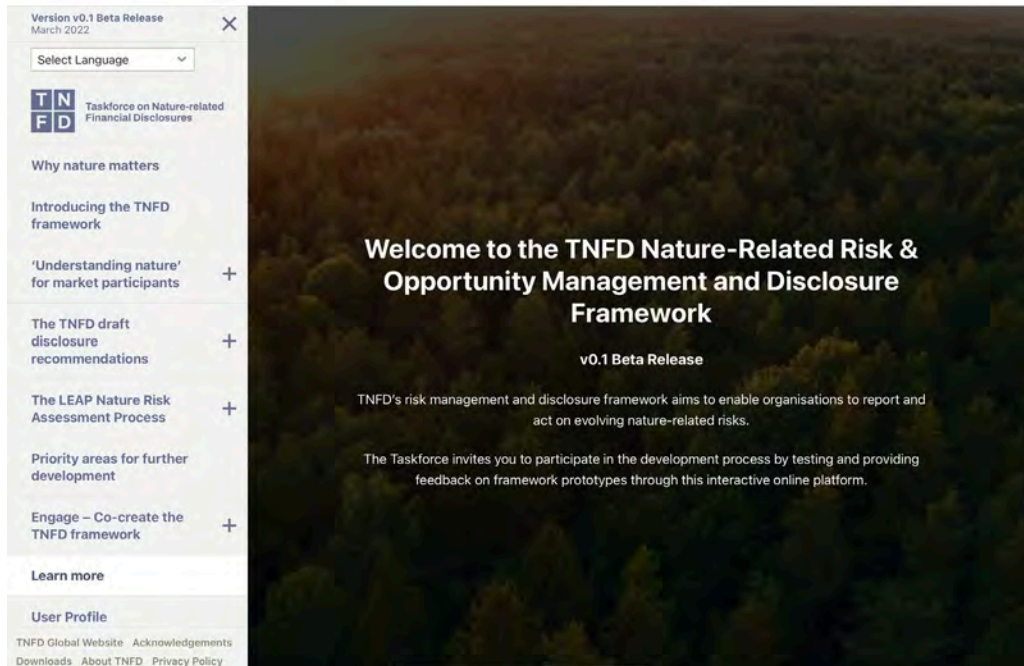 Version v0.1 Beta Release
March 2022
Select Language
T N
F D
Taskforce on Nature-related
Financial Disclosures
Why nature matters
Introducing the TNFD
framework
‘Understanding nature’
for market participants
The TNFD draft
disclosure
recommendations
The LEAP Nature Risk
Assessment Process
Priority areas for further
development
Engage – Co-create the
TNFD framework
Learn more
User Profile
TNFD Global Website Acknowledgements
Downloads About TNFD Privacy Policy
Welcome to the TNFD Nature-Related Risk &
Opportunity Management and Disclosure
Framework
v0.1 Beta Release
TNFD's risk management and disclosure framework aims to enable organisations to report and
act on evolving nature-related risks.
The Taskforce invites you to participate in the development process by testing and providing
feedback on framework prototypes through this interactive online platform.